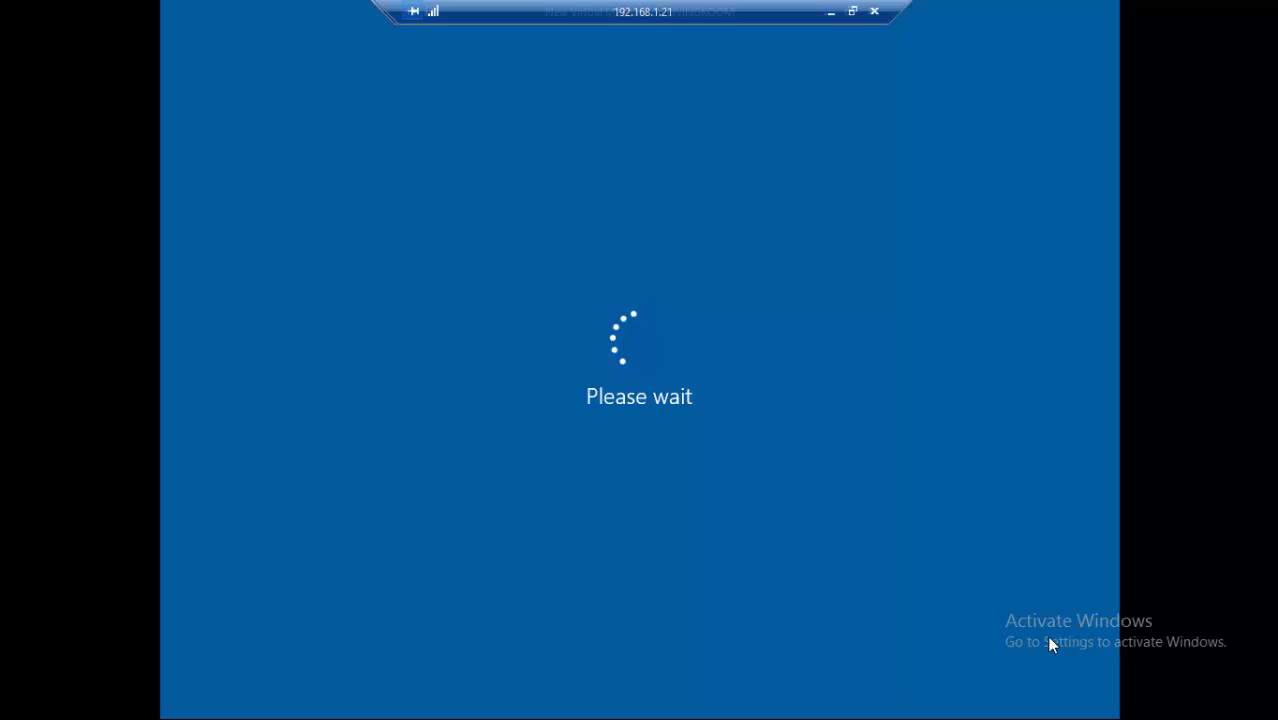 192.168.1.21
Please wait
Activate Windows
Go to Settings to activate Windows.